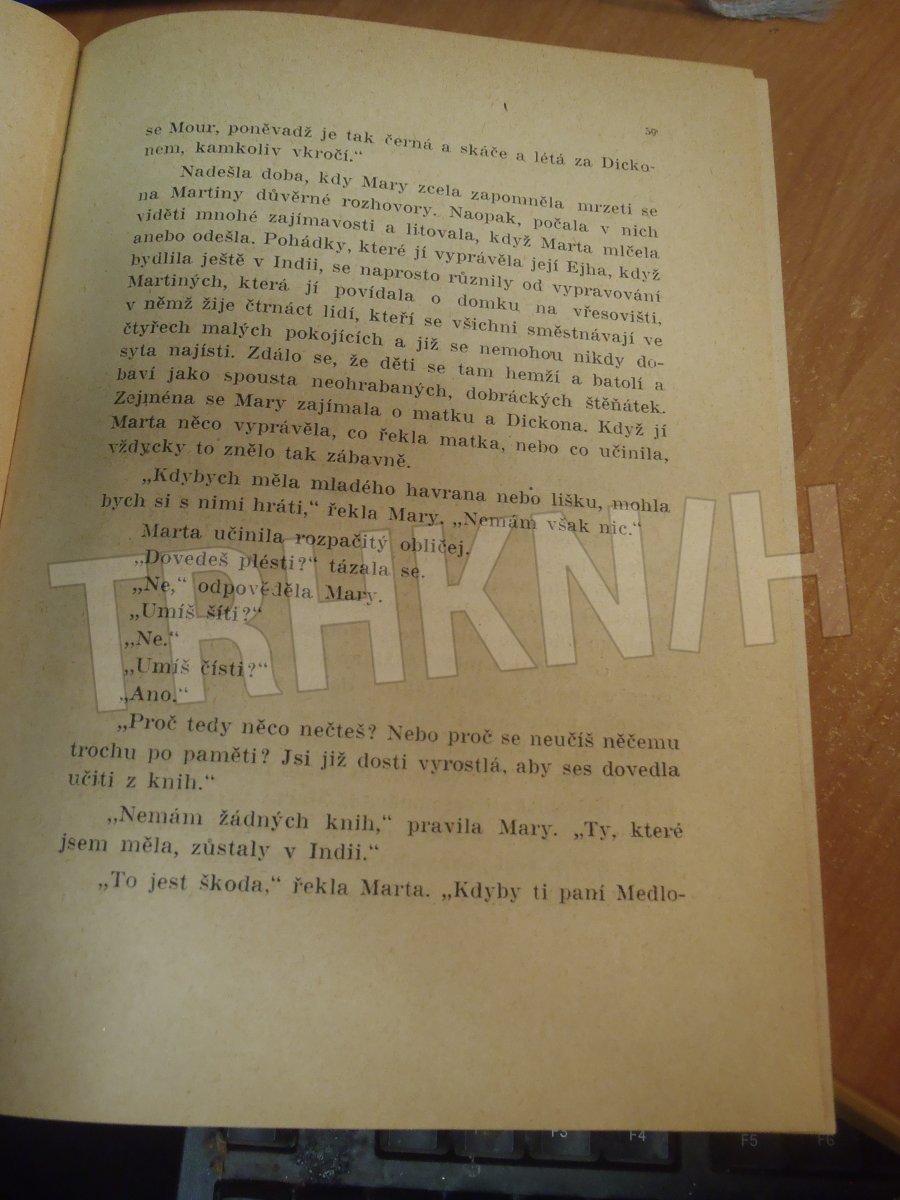 59
se Mour, poněvadž je tak černá a skáče a létá za Dicko-
nem, kamkoliv vkročí.“
Nadešla doba, kdy Mary zcela zapomněla mrzeti se
na Martiny důvěrné rozhovory. Naopak, počala v nich
viděti mnohé zajímavosti a litovala, když Marta mlčela
anebo odešla. Pohádky, které jí vyprávěla její Ejha, když
bydlila ještě v Indii, se naprosto různily od vypravování
Martiných, která jí povídala o domku na vřesovišti,
v němž žije čtrnáct lidí, kteří se všichni směstnávají ve
čtyřech malých pokojících a již se nemohou nikdy do-
syta najísti. Zdálo se, že děti se tam hemží a batolí a
baví jako spousta neohrabaných, dobráckých štěňátek.
Zejména se Mary zajímala o matku a Dickona. Když jí
Marta něco vyprávěla, co řekla matka, nebo co učinila,
vždycky to znělo tak zábavně.
„Kdybych měla mladého havrana nebo lišku, mohla
bych si s nimi hráti,“ řekla Mary. „Nemám však nic.“
Marta učinila rozpačitý obličej.
„Dovedeš plésti?“ tázala se.
„Ne,“ odpověděla Mary.
„Umíš šíti?“
„Ne.“
„Umíš čísti?“
„Ano.“
„Proč tedy něco nečteš? Nebo proč se neučíš něčemu
trochu po paměti? Jsi již dosti vyrostlá, aby ses dovedla
učiti z knih.“
„Nemám žádných knih,“ pravila Mary. „Ty, které
jsem měla, zůstaly v Indii.“
„To jest škoda,“ řekla Marta. „Kdyby ti paní Medlo-
TRHKNIH
F3 F4 F5 F6